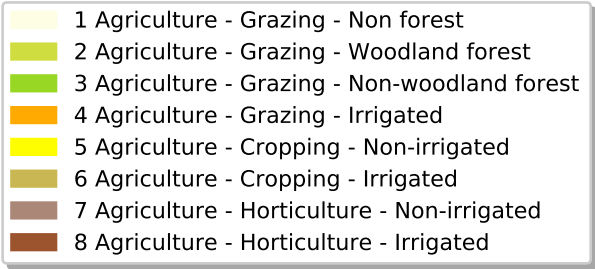 1 Agriculture - Grazing - Non forest
2 Agriculture - Grazing - Woodland forest
3 Agriculture - Grazing - Non-woodland forest
4 Agriculture - Grazing - Irrigated
5 Agriculture - Cropping - Non-irrigated
6 Agriculture - Cropping - Irrigated
7 Agriculture - Horticulture - Non-irrigated
8 Agriculture - Horticulture - Irrigated